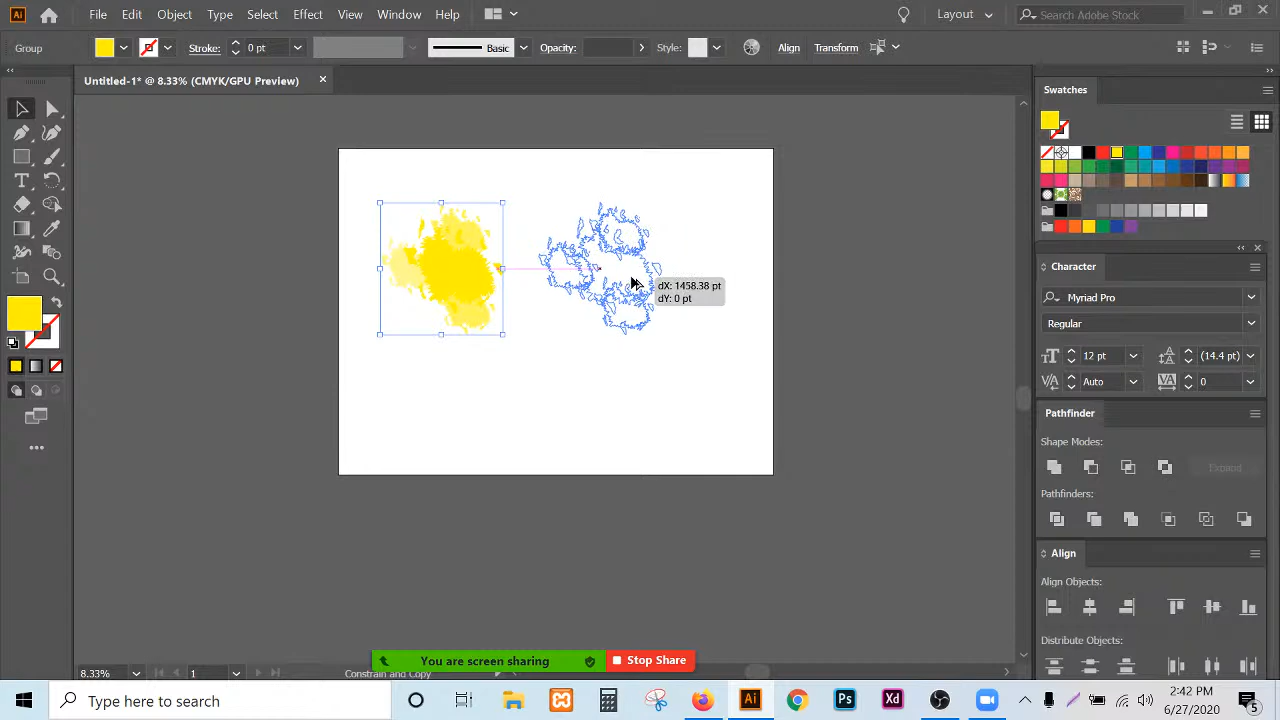 Ai File Edit Object Type Select Effect View Window Help Layout Search Adobe Stock
Group Stroke: 0 pt Basic Opacity: Style: Align Transform
Untitled-1* @ 8.33% (CMYK/GPU Preview)
Swatches
dX: 1458.38 pt
dY: 0 pt
Character
Myriad Pro
Regular
12 pt (14.4 pt)
Auto 0
Pathfinder
Shape Modes:
Expand
Pathfinders:
Align
Align Objects:
Distribute Objects:
You are screen sharing Stop Share
8.33% 1 Constrain and Copy
Type here to search Ai Ps Xd 2:42 PM
6/27/2020 5